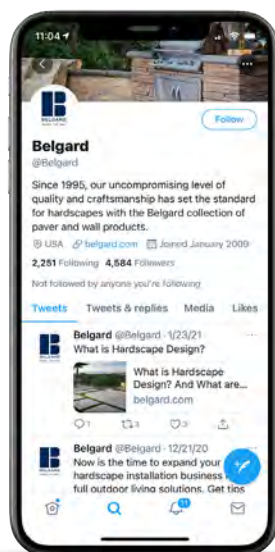 11:04
BELGARD
Follow
Belgard
@Belgard
Since 1995, our uncompromising level of
quality and craftsmanship has set the standard
for hardscapes with the Belgard collection of
paver and wall products.
USA belgard.com Joined January 2009
2,251 Following 4,584 Followers
Not followed by anyone you're following
Tweets Tweets & replies Media Likes
Belgard @Belgard · 1/23/21
What is Hardscape Design?
What is Hardscape
Design? And What are...
belgard.com
1 3 3
Belgard @Belgard · 12/21/20
Now is the time to expand your
hardscape installation business
full outdoor living solutions. Get tips
11